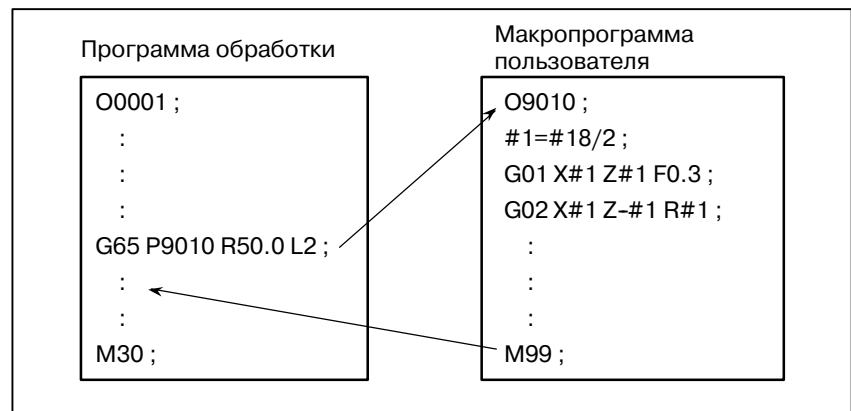 Программа обработки
O0001 ;
:
:
:
G65 P9010 R50.0 L2 ;
:
:
M30 ;
Макропрограмма
пользователя
O9010 ;
#1=#18/2 ;
G01 X#1 Z#1 F0.3 ;
G02 X#1 Z--#1 R#1 ;
:
:
:
M99 ;